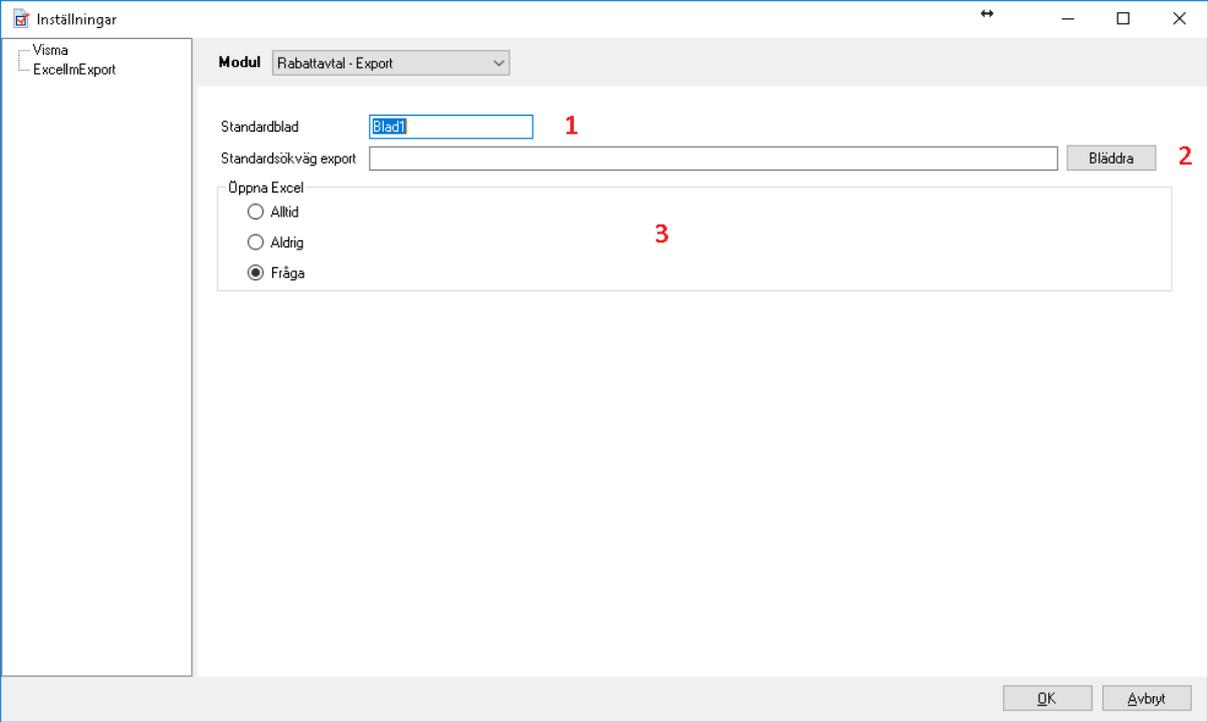 Inställningar
Visma
ExcelImExport
Modul Rabattavtal - Export
Standardblad Blad1 1
Standardsökväg export Bläddra 2
Öppna Excel
Alltid
3
Aldrig
Fråga
OK Avbryt